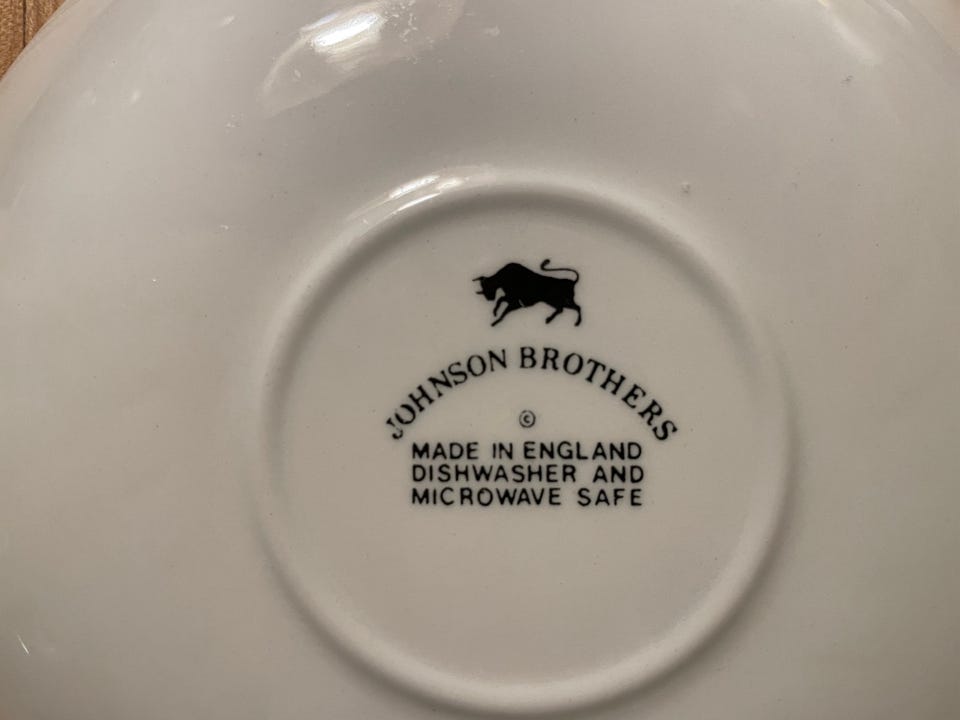 JOHNSON BROTHERS
©
MADE IN ENGLAND
DISHWASHER AND
MICROWAVE SAFE